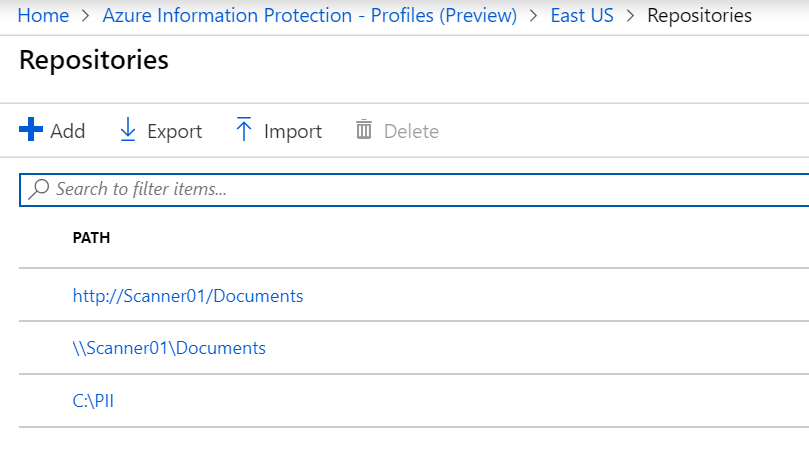 Home > Azure Information Protection - Profiles (Preview) > East US > Repositories
Repositories
Add Export Import Delete
Search to filter items...
PATH
http://Scanner01/Documents
\\Scanner01\Documents
C:\PII